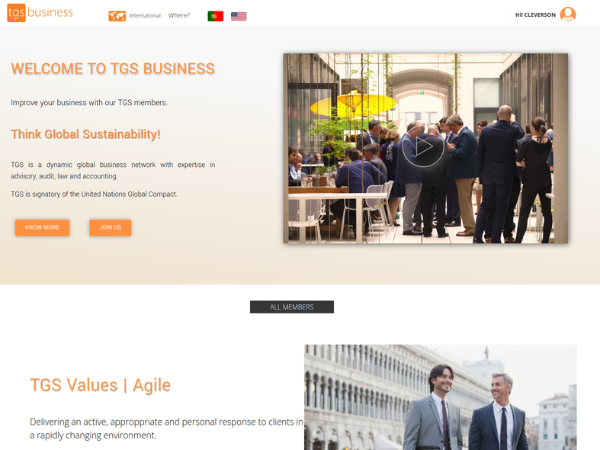 tgs business
International Where?
Hi! CLEVERSON
WELCOME TO TGS BUSINESS
Improve your business with our TGS members.
Think Global Sustainability!
TGS is a dynamic global business network with expertise in
advisory, audit, law and accounting.
TGS is signatory of the United Nations Global Compact.
KNOW MORE JOIN US
ALL MEMBERS
TGS Values | Agile
Delivering an active, approppriate and personal response to clients in
a rapidly changing environment.